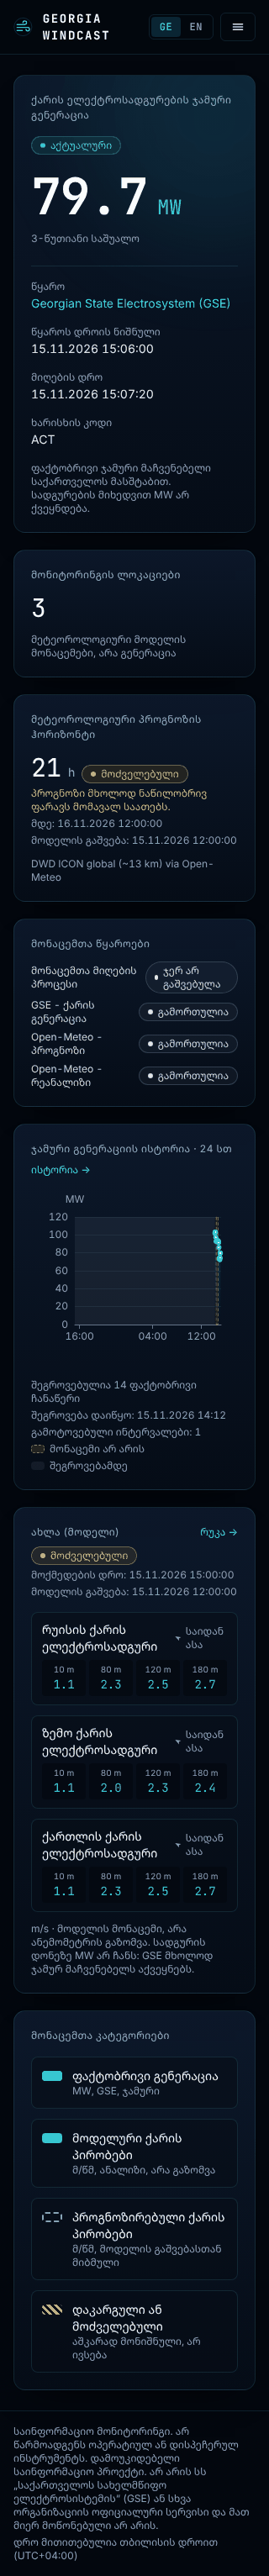 GEORGIA
WINDCAST
GE EN
ქარის ელექტროსადგურების ჯამური
გენერაცია
აქტუალური
79.7 MW
3-წუთიანი საშუალო
წყარო
Georgian State Electrosystem (GSE)
წყაროს დროის ნიშნული
15.11.2026 15:06:00
მიღების დრო
15.11.2026 15:07:20
ხარისხის კოდი
ACT
ფაქტობრივი ჯამური მაჩვენებელი
საქართველოს მასშტაბით.
სადგურების მიხედვით MW არ
ქვეყნდება.
მონიტორინგის ლოკაციები
3
მეტეოროლოგიური მოდელის
მონაცემები, არა გენერაცია
მეტეოროლოგიური პროგნოზის
ჰორიზონტი
21 h მოძველებული
პროგნოზი მხოლოდ ნაწილობრივ
ფარავს მომავალ საათებს.
მდე: 16.11.2026 12:00:00
მოდელის გაშვება: 15.11.2026 12:00:00
DWD ICON global (~13 km) via Open-
Meteo
მონაცემთა წყაროები
მონაცემთა მიღების
პროცესი
ჯერ არ
გაშვებულა
GSE - ქარის
გენერაცია
გამორთულია
Open-Meteo -
პროგნოზი
გამორთულია
Open-Meteo -
რეანალიზი
გამორთულია
ჯამური გენერაციის ისტორია · 24 სთ
ისტორია →
MW
120
100
80
60
40
20
0
16:00 04:00 12:00
შეგროვებულია 14 ფაქტობრივი
ჩანაწერი
შეგროვება დაიწყო: 15.11.2026 14:12
გამოტოვებული ინტერვალები: 1
მონაცემი არ არის
შეგროვებამდე
ახლა (მოდელი) რუკა →
მოძველებული
მოქმედების დრო: 15.11.2026 15:00:00
მოდელის გაშვება: 15.11.2026 12:00:00
რუისის ქარის
ელექტროსადგური
საიდან
ასა
10 m 80 m 120 m 180 m
1.1 2.3 2.5 2.7
ზემო ქარის
ელექტროსადგური
საიდან
ასა
10 m 80 m 120 m 180 m
1.1 2.0 2.3 2.4
ქართლის ქარის
ელექტროსადგური
საიდან
ასა
10 m 80 m 120 m 180 m
1.1 2.3 2.5 2.7
m/s · მოდელის მონაცემი, არა
ანემომეტრის გაზომვა. სადგურის
დონეზე MW არ ჩანს: GSE მხოლოდ
ჯამურ მაჩვენებელს აქვეყნებს.
მონაცემთა კატეგორიები
ფაქტობრივი გენერაცია
MW, GSE, ჯამური
მოდელური ქარის
პირობები
მ/წმ, ანალიზი, არა გაზომვა
პროგნოზირებული ქარის
პირობები
მ/წმ, მოდელის გაშვებასთან
მიბმული
დაკარგული ან
მოძველებული
აშკარად მონიშნული, არ
ივსება
საინფორმაციო მონიტორინგი. არ
წარმოადგენს ოპერატიულ ან დისპეჩერულ
ინსტრუმენტს. დამოუკიდებელი
საინფორმაციო პროექტი. არ არის სს
„საქართველოს სახელმწიფო
ელექტროსისტემის“ (GSE) ან სხვა
ორგანიზაციის ოფიციალური სერვისი და მათ
მიერ მოწონებული არ არის.
დრო მითითებულია თბილისის დროით
(UTC+04:00)